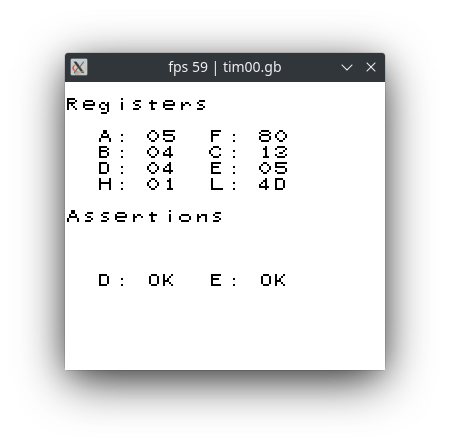 fps 59 | tim00.gb
Registers
A: 05 F: 80
B: 04 C: 13
D: 04 E: 05
H: 01 L: 4D
Assertions
D: OK E: OK